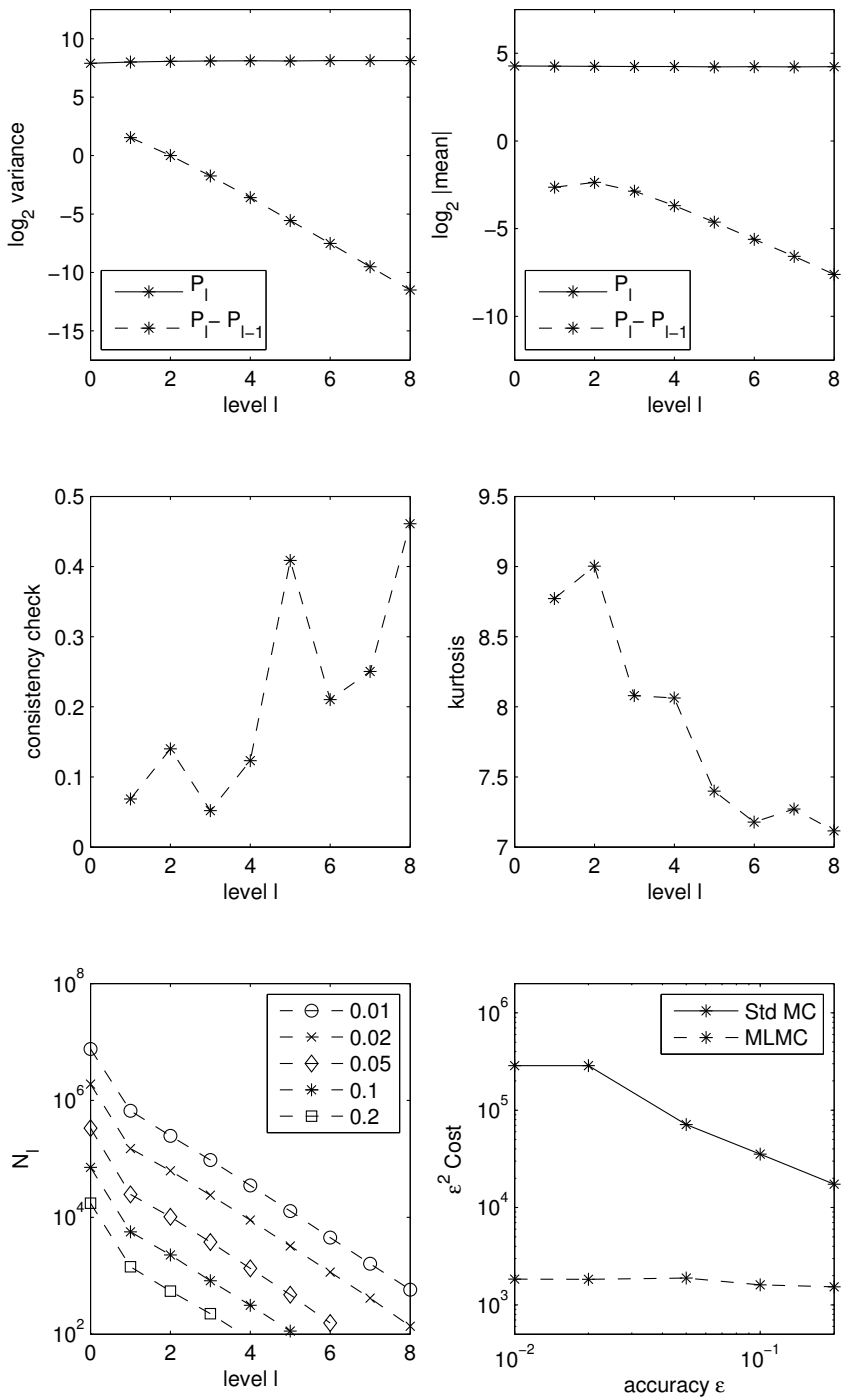 10
5
0
−5
−10
−15
log2 variance
P_l
P_l − P_{l−1}
0 2 4 6 8
level l
5
0
−5
−10
log2 |mean|
P_l
P_l − P_{l−1}
0 2 4 6 8
level l
0.5
0.4
0.3
0.2
0.1
0
consistency check
0 2 4 6 8
level l
9.5
9
8.5
8
7.5
7
kurtosis
0 2 4 6 8
level l
10^8
10^6
10^4
10^2
N_l
0.01
0.02
0.05
0.1
0.2
0 2 4 6 8
level l
10^6
10^5
10^4
10^3
ε^2 Cost
Std MC
MLMC
10^−2 10^−1
accuracy ε